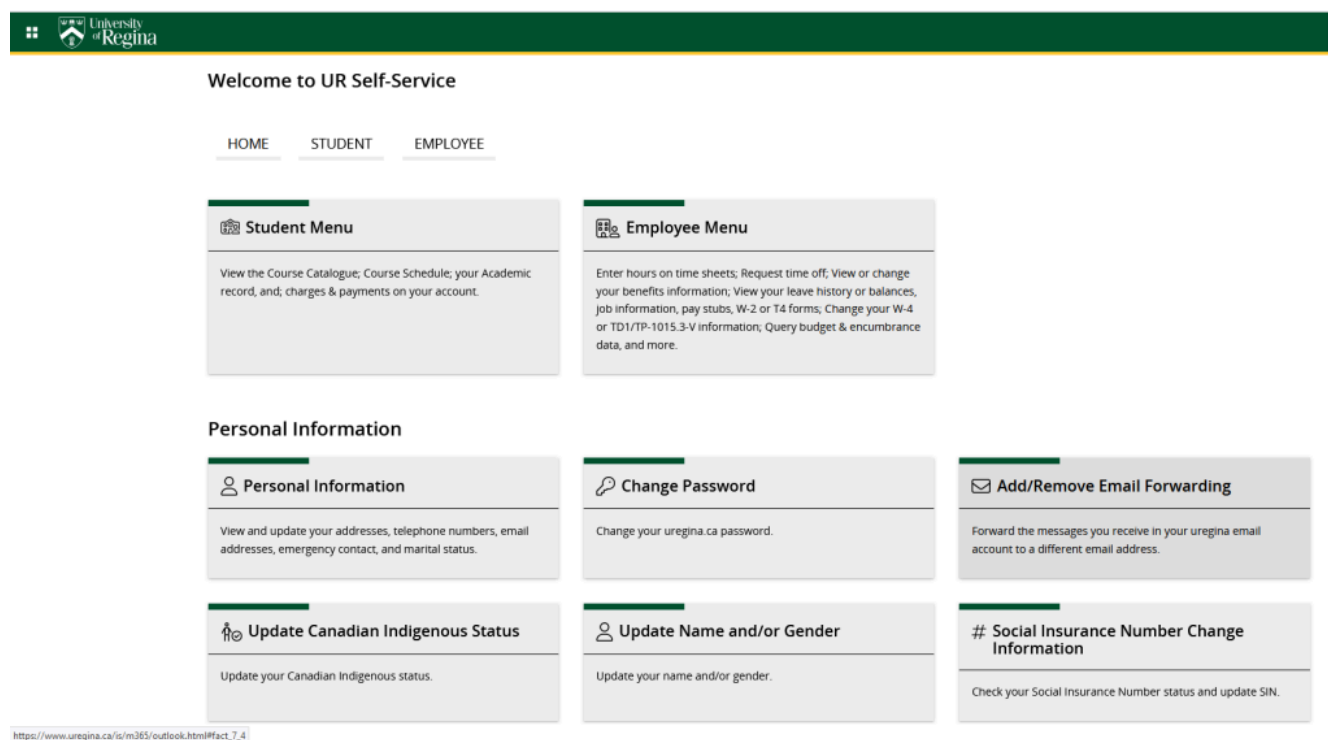 University
of Regina
Welcome to UR Self-Service
HOME STUDENT EMPLOYEE
Student Menu
View the Course Catalogue; Course Schedule; your Academic
record, and; charges & payments on your account.
Employee Menu
Enter hours on time sheets; Request time off; View or change
your benefits information; View your leave history or balances,
job information, pay stubs, W-2 or T4 forms; Change your W-4
or TD1/TP-1015.3-V information; Query budget & encumbrance
data, and more.
Personal Information
Personal Information
View and update your addresses, telephone numbers, email
addresses, emergency contact, and marital status.
Change Password
Change your uregina.ca password.
Add/Remove Email Forwarding
Forward the messages you receive in your uregina email
account to a different email address.
Update Canadian Indigenous Status
Update your Canadian Indigenous status.
Update Name and/or Gender
Update your name and/or gender.
# Social Insurance Number Change
Information
Check your Social Insurance Number status and update SIN.
https://www.uregina.ca/is/m365/outlook.html#fact_7_4